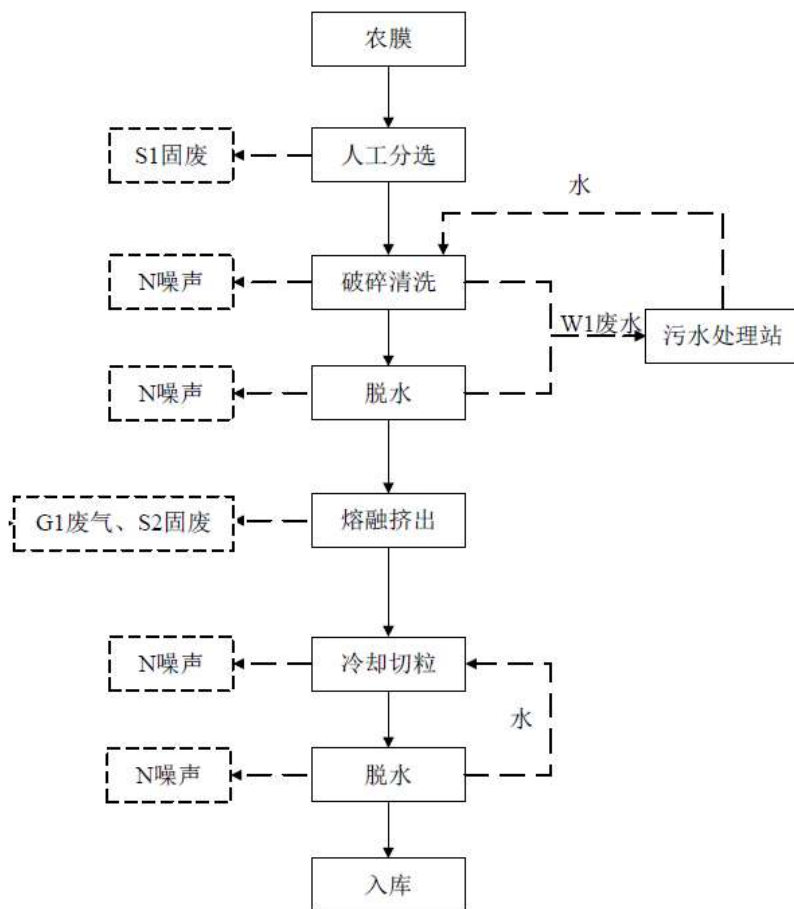 农膜
S1固废
人工分选
水
N噪声
破碎清洗
W1废水
污水处理站
N噪声
脱水
G1废气、S2固废
熔融挤出
N噪声
冷却切粒
水
N噪声
脱水
入库